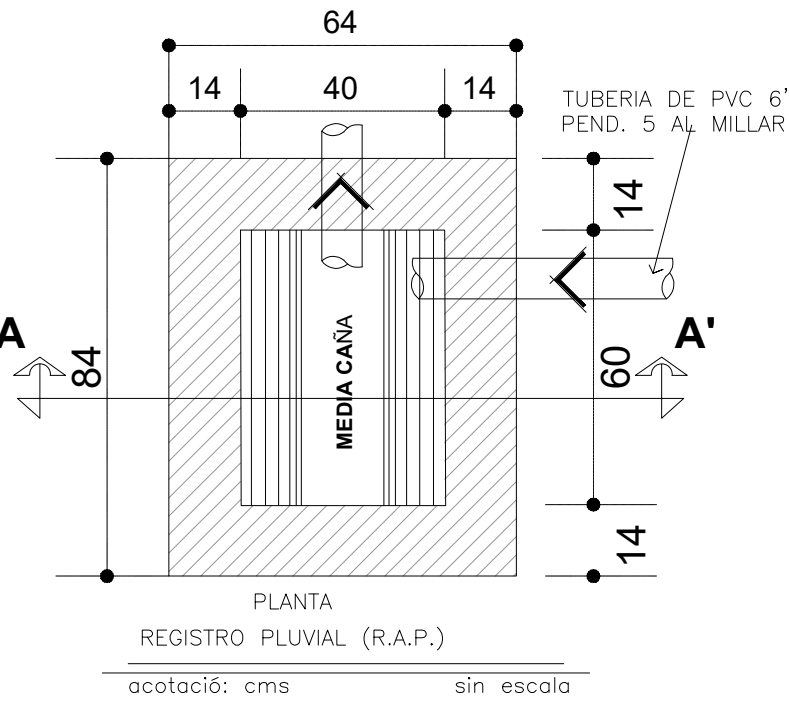 64
14 40 14
TUBERIA DE PVC 6'
PEND. 5 AL MILLAR
14
A
A'
84
60
MEDIA CAÑA
14
PLANTA
REGISTRO PLUVIAL (R.A.P.)
acotació: cms sin escala